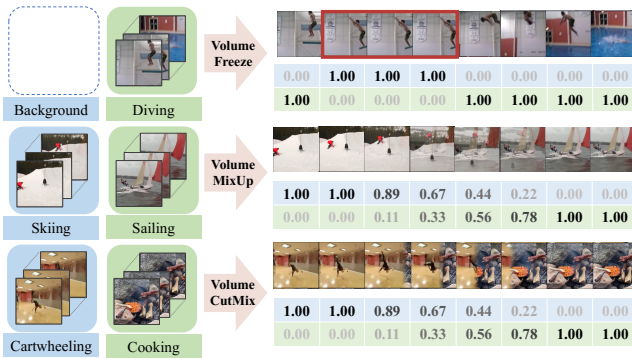 Background
Diving
Volume
Freeze
0.00 1.00 1.00 1.00 0.00 0.00 0.00 0.00
1.00 0.00 0.00 0.00 1.00 1.00 1.00 1.00
Skiing
Sailing
Volume
MixUp
1.00 1.00 0.89 0.67 0.44 0.22 0.00 0.00
0.00 0.00 0.11 0.33 0.56 0.78 1.00 1.00
Cartwheeling
Cooking
Volume
CutMix
1.00 1.00 0.89 0.67 0.44 0.22 0.00 0.00
0.00 0.00 0.11 0.33 0.56 0.78 1.00 1.00